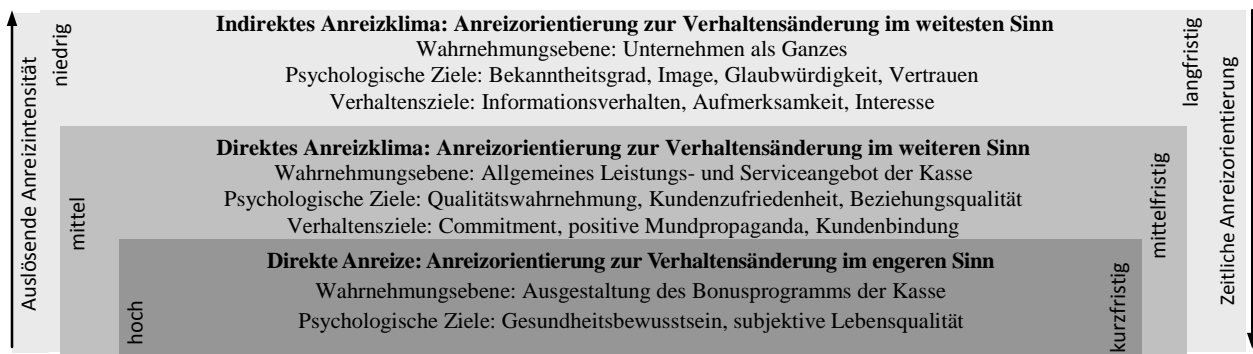 Auslösende Anreizintensität
niedrig
Indirektes Anreizklima: Anreizorientierung zur Verhaltensänderung im weitesten Sinn
Wahrnehmungsebene: Unternehmen als Ganzes
Psychologische Ziele: Bekanntheitsgrad, Image, Glaubwürdigkeit, Vertrauen
Verhaltensziele: Informationsverhalten, Aufmerksamkeit, Interesse
langfristig
Zeitliche Anreizorientierung
mittel
Direktes Anreizklima: Anreizorientierung zur Verhaltensänderung im weiteren Sinn
Wahrnehmungsebene: Allgemeines Leistungs- und Serviceangebot der Kasse
Psychologische Ziele: Qualitätswahrnehmung, Kundenzufriedenheit, Beziehungsqualität
Verhaltensziele: Commitment, positive Mundpropaganda, Kundenbindung
mittelfristig
hoch
Direkte Anreize: Anreizorientierung zur Verhaltensänderung im engeren Sinn
Wahrnehmungsebene: Ausgestaltung des Bonusprogramms der Kasse
Psychologische Ziele: Gesundheitsbewusstsein, subjektive Lebensqualität
kurzfristig